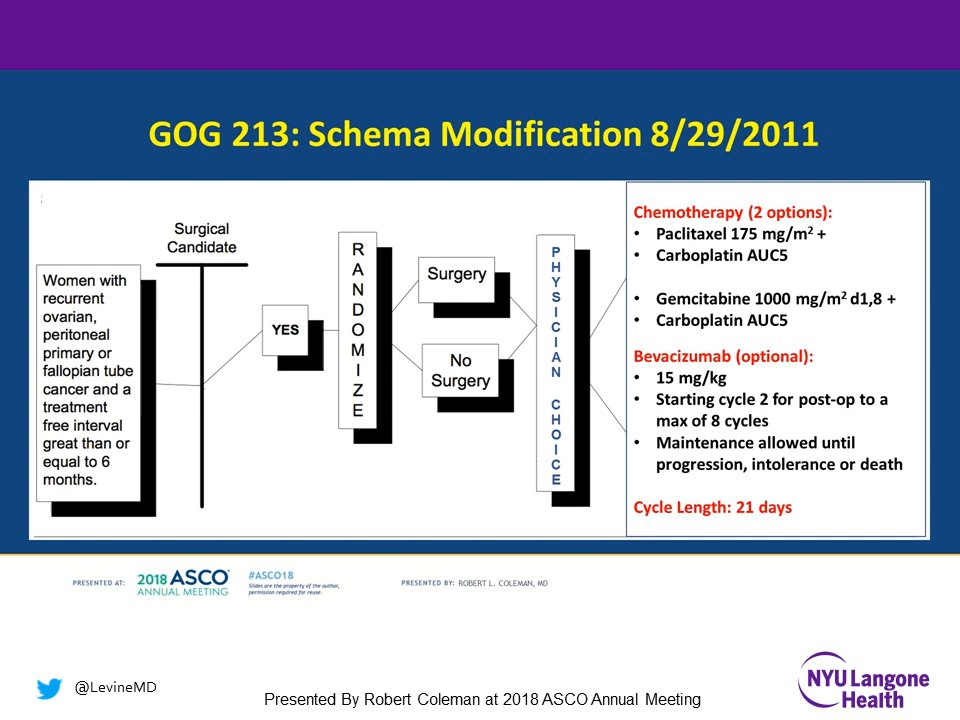 GOG 213: Schema Modification 8/29/2011
Women with
recurrent
ovarian,
peritoneal
primary or
fallopian tube
cancer and a
treatment
free interval
great than or
equal to 6
months.
Surgical
Candidate
YES
RANDOMIZE
Surgery
No
Surgery
PHYSICIAN CHOICE
Chemotherapy (2 options):
• Paclitaxel 175 mg/m² +
• Carboplatin AUC5
• Gemcitabine 1000 mg/m² d1,8 +
• Carboplatin AUC5
Bevacizumab (optional):
• 15 mg/kg
• Starting cycle 2 for post-op to a
max of 8 cycles
• Maintenance allowed until
progression, intolerance or death
Cycle Length: 21 days
PRESENTED AT:
2018 ASCO
ANNUAL MEETING
#ASCO18
Slides are the property of the author,
permission required for reuse.
PRESENTED BY: ROBERT L. COLEMAN, MD
@LevineMD
Presented By Robert Coleman at 2018 ASCO Annual Meeting
NYU Langone
Health